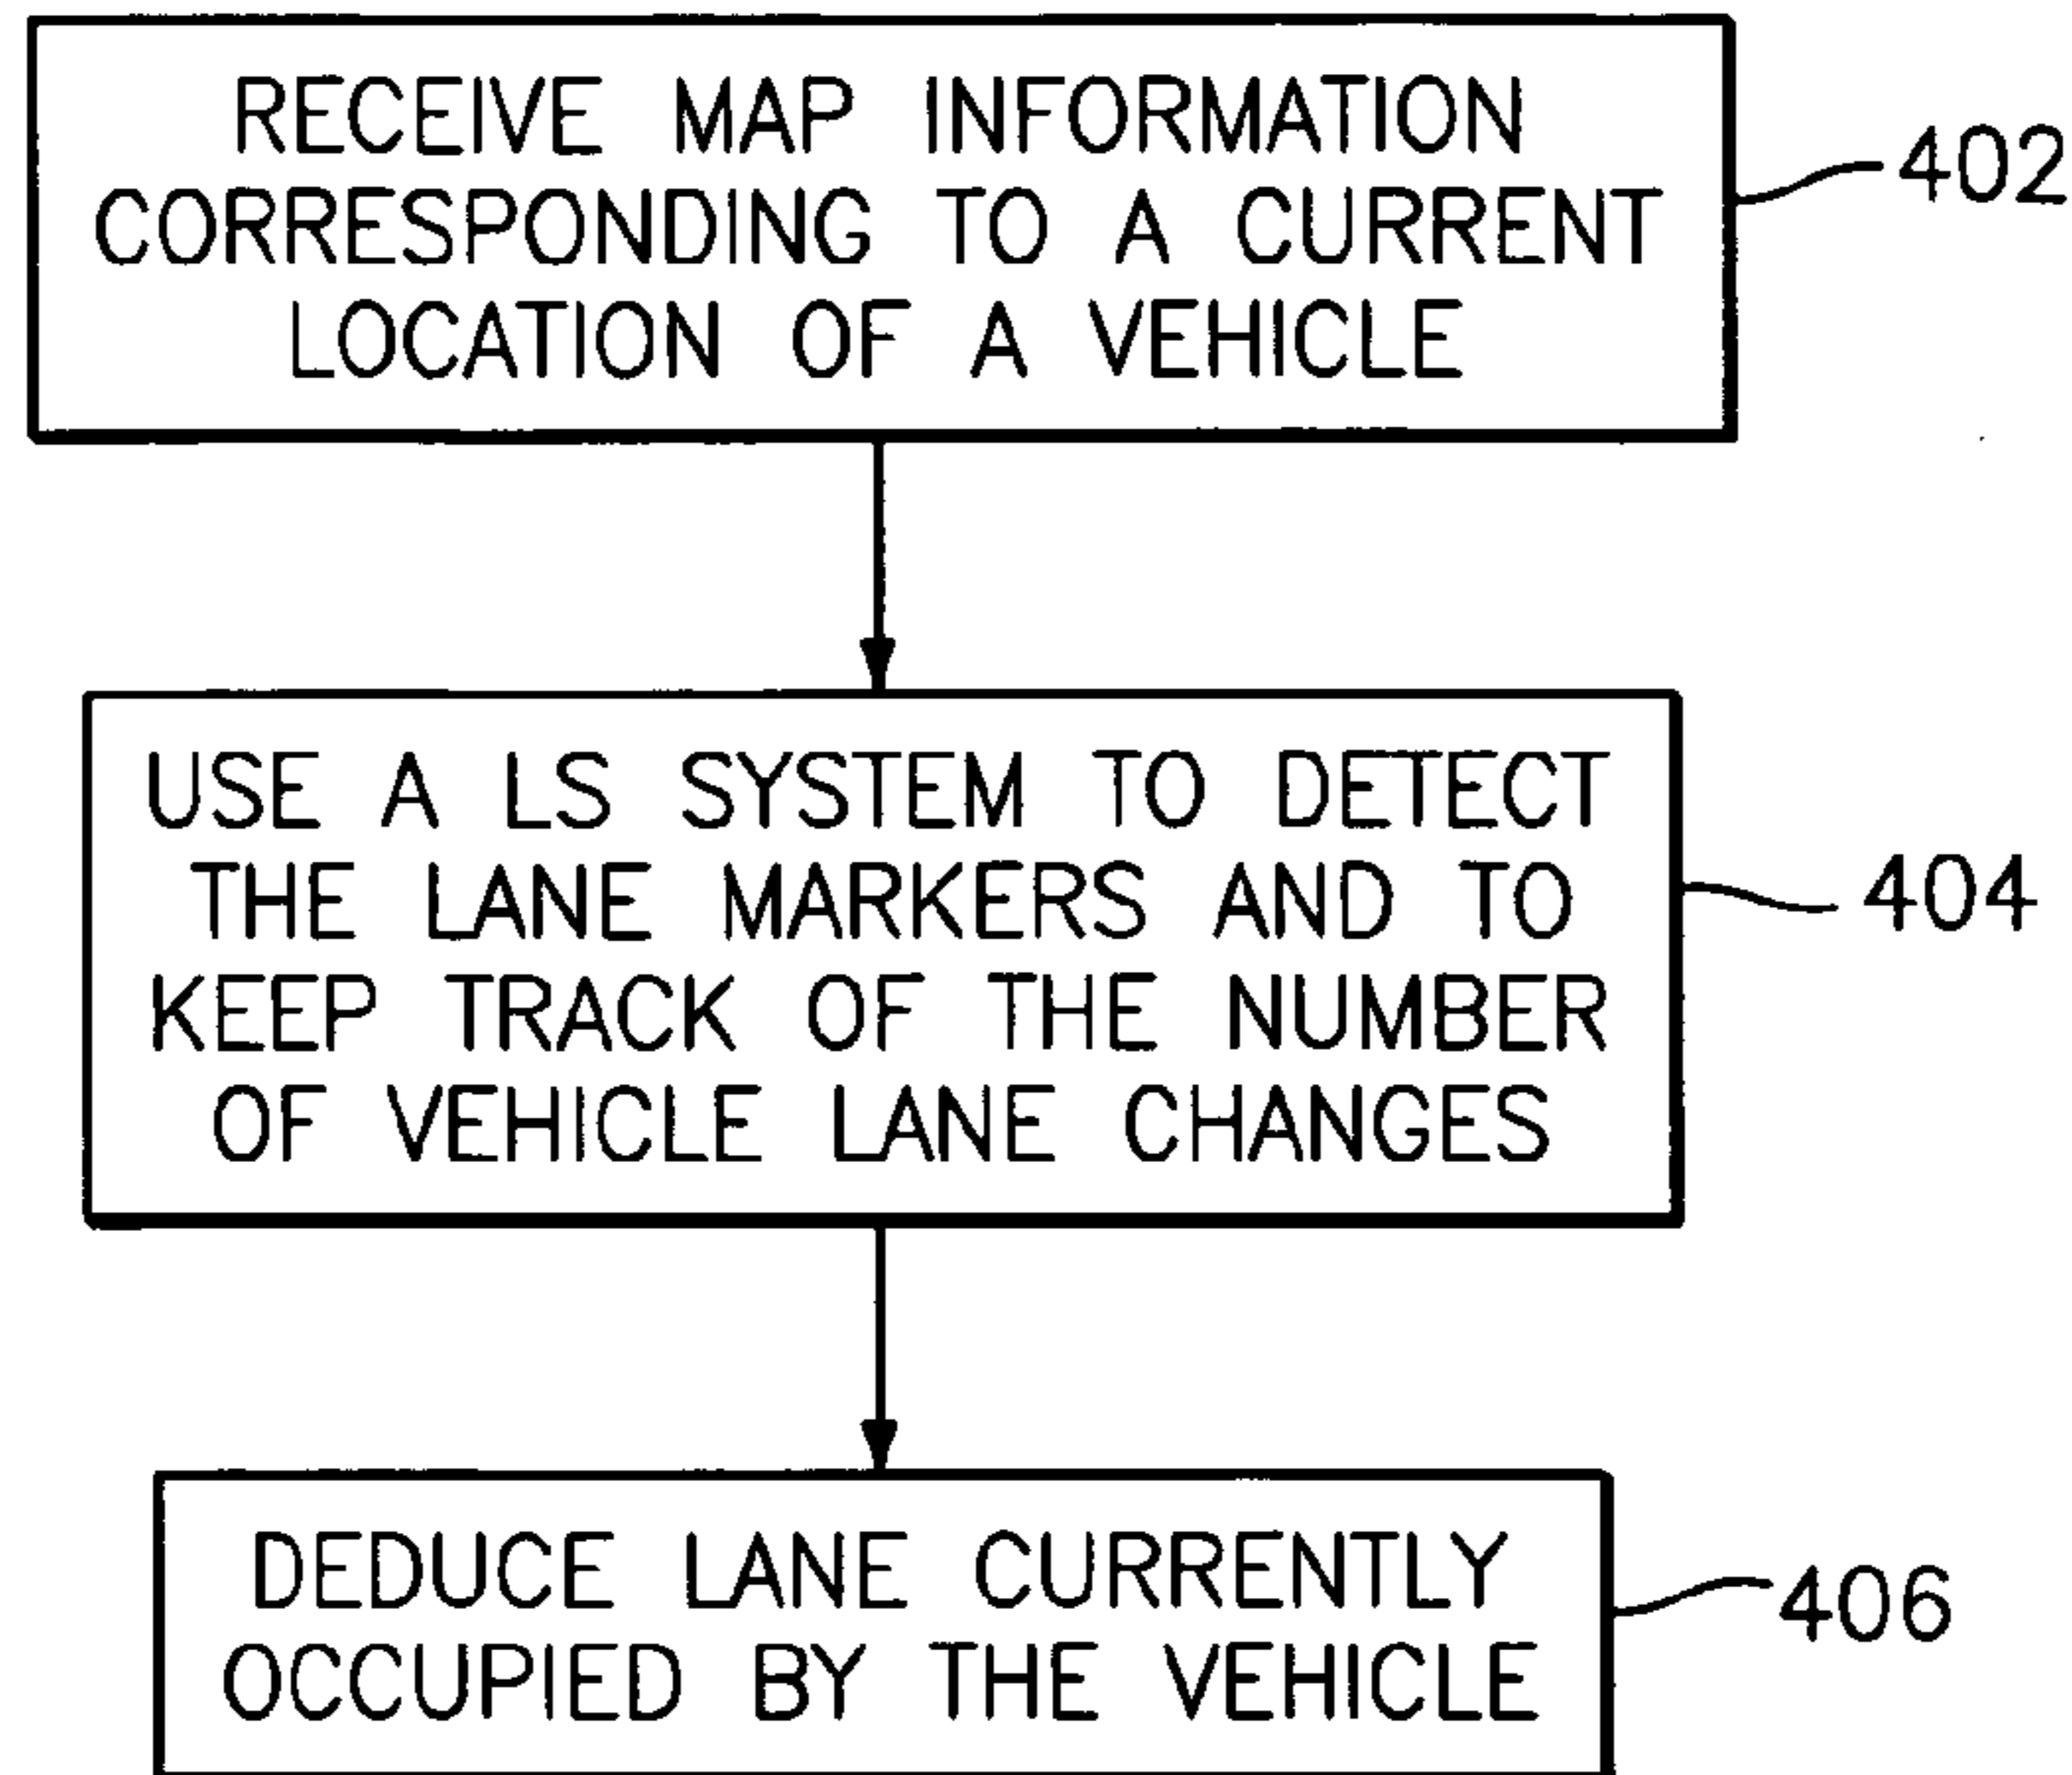 RECEIVE MAP INFORMATION
CORRESPONDING TO A CURRENT
LOCATION OF A VEHICLE
402
USE A LS SYSTEM TO DETECT
THE LANE MARKERS AND TO
KEEP TRACK OF THE NUMBER
OF VEHICLE LANE CHANGES
404
DEDUCE LANE CURRENTLY
OCCUPIED BY THE VEHICLE
406